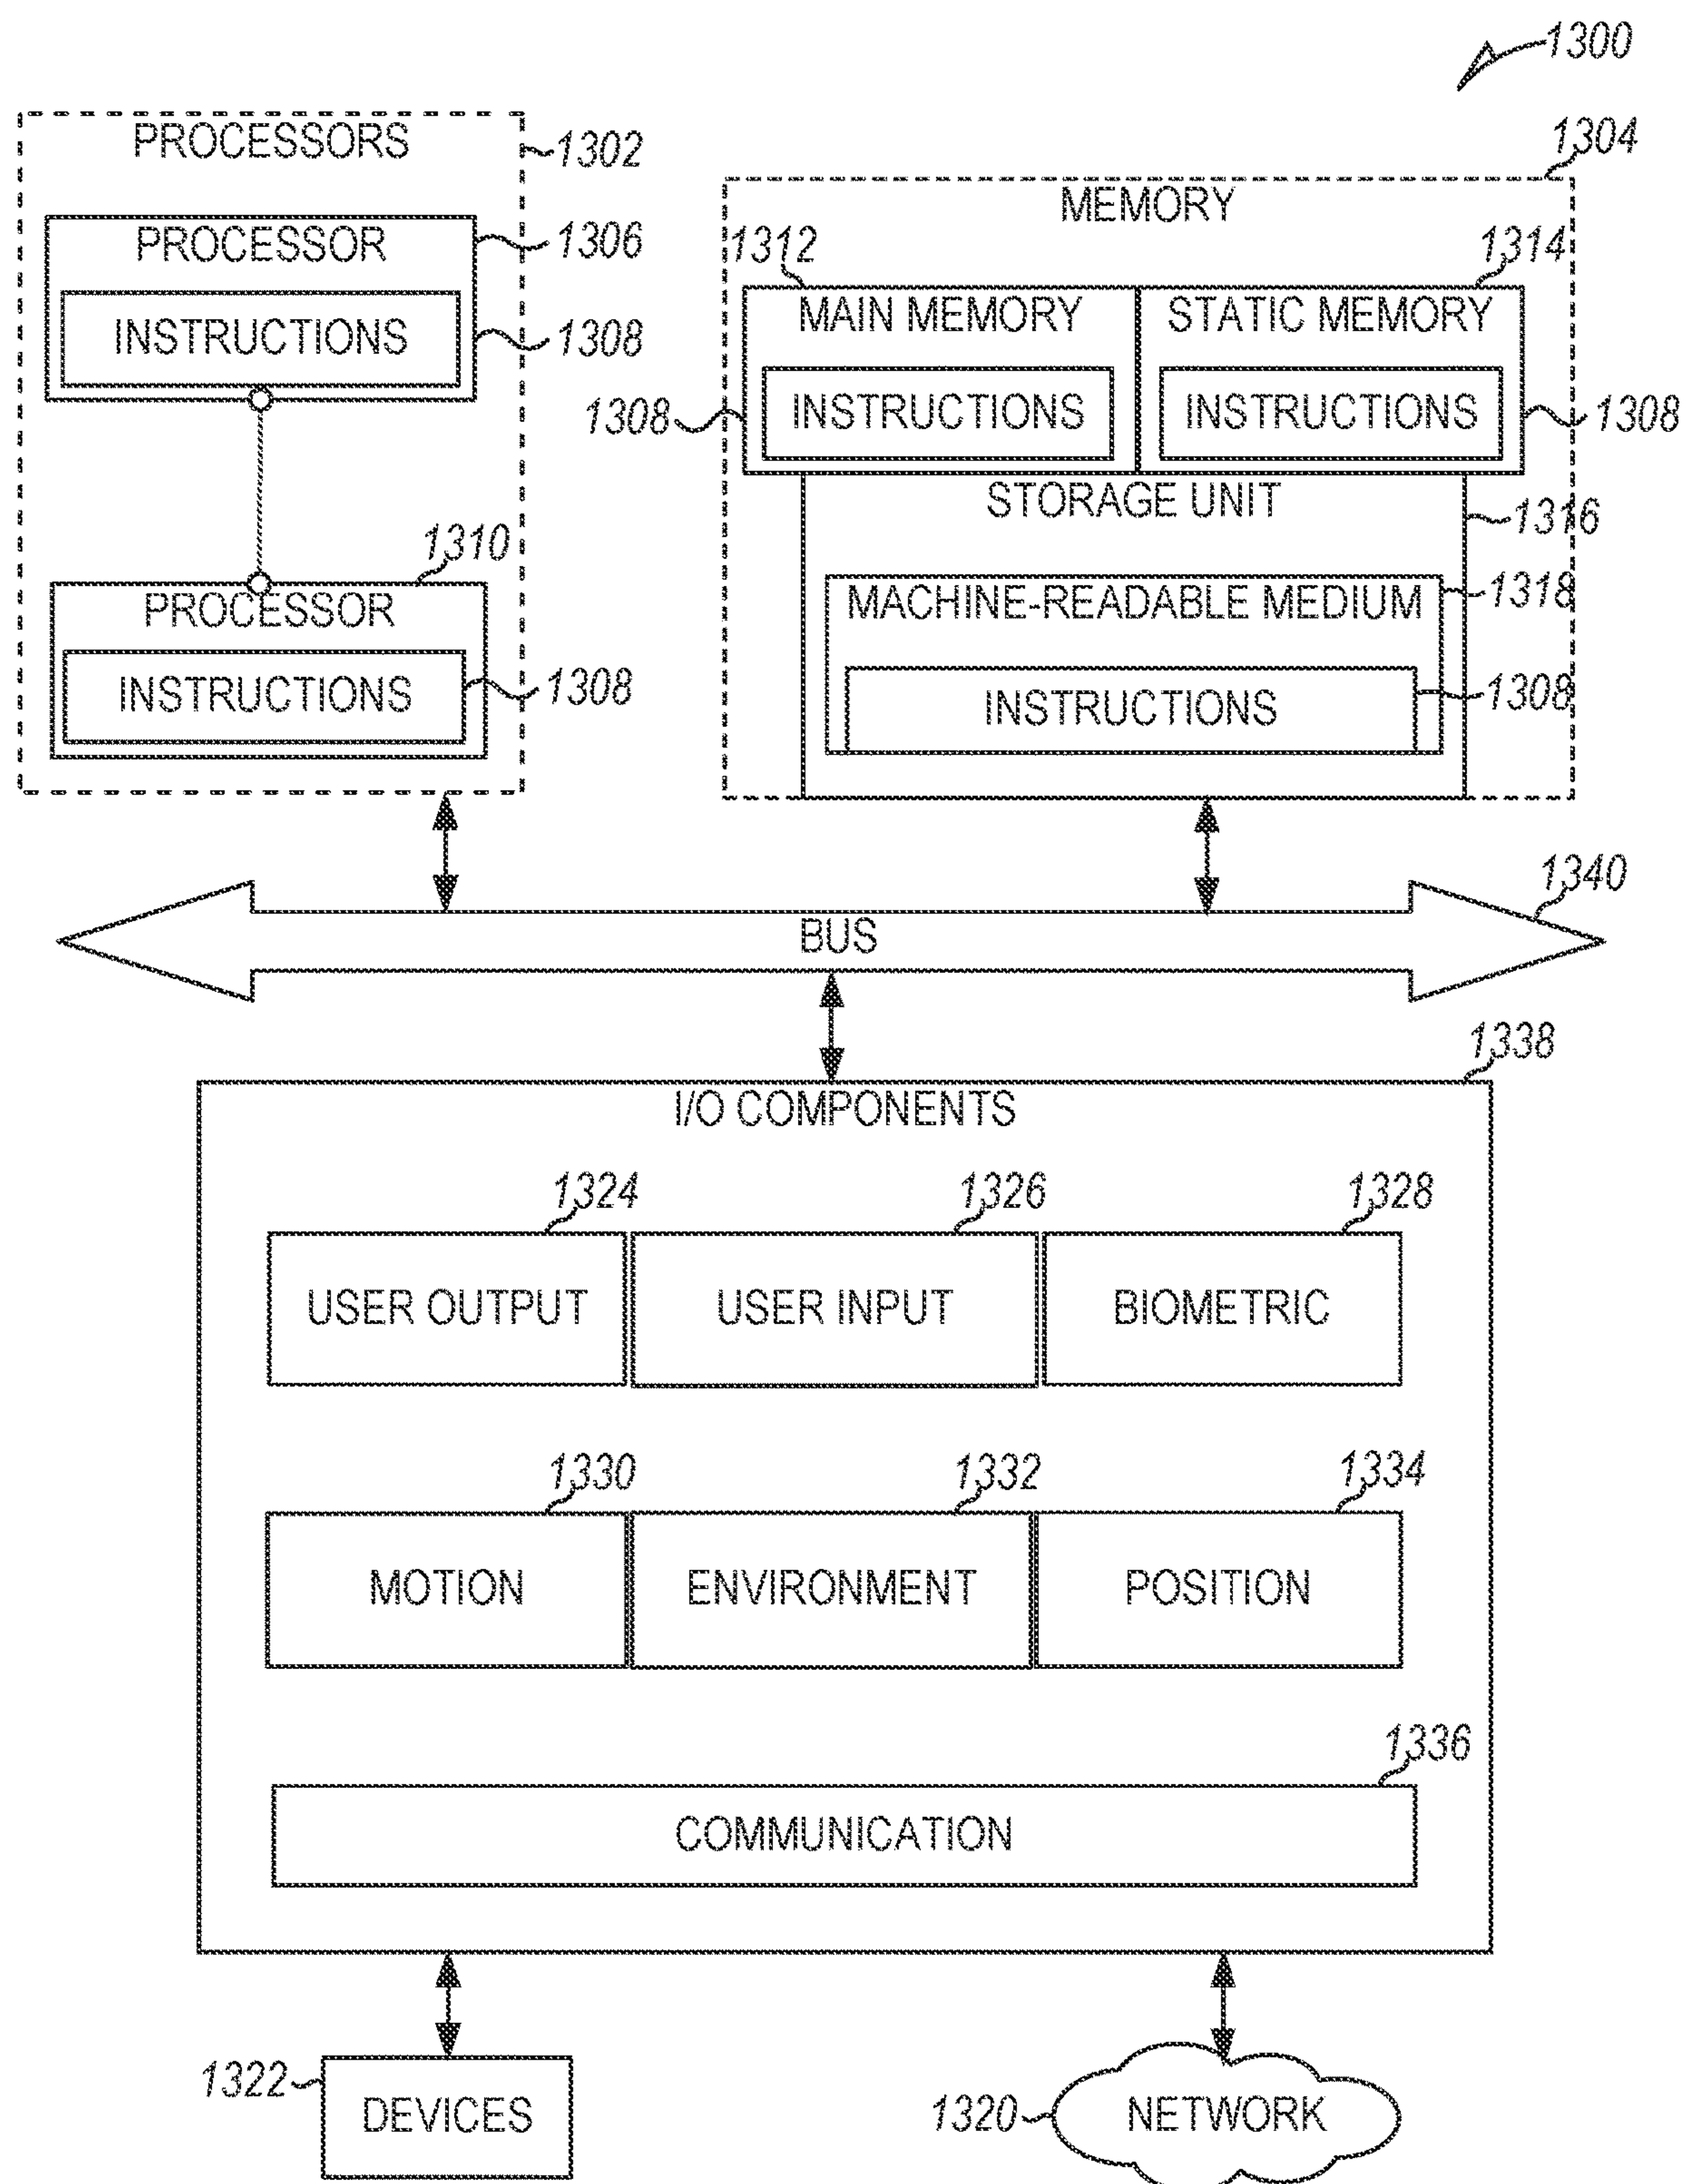 1300
PROCESSORS
1302
PROCESSOR
1306
INSTRUCTIONS
1308
1310
PROCESSOR
INSTRUCTIONS
1308
1304
MEMORY
1312
1314
MAIN MEMORY
STATIC MEMORY
1308
INSTRUCTIONS
INSTRUCTIONS
1308
STORAGE UNIT
1316
MACHINE-READABLE MEDIUM
1318
INSTRUCTIONS
1308
1340
BUS
1338
I/O COMPONENTS
1324
1326
1328
USER OUTPUT
USER INPUT
BIOMETRIC
1330
1332
1334
MOTION
ENVIRONMENT
POSITION
1336
COMMUNICATION
1322
DEVICES
1320
NETWORK